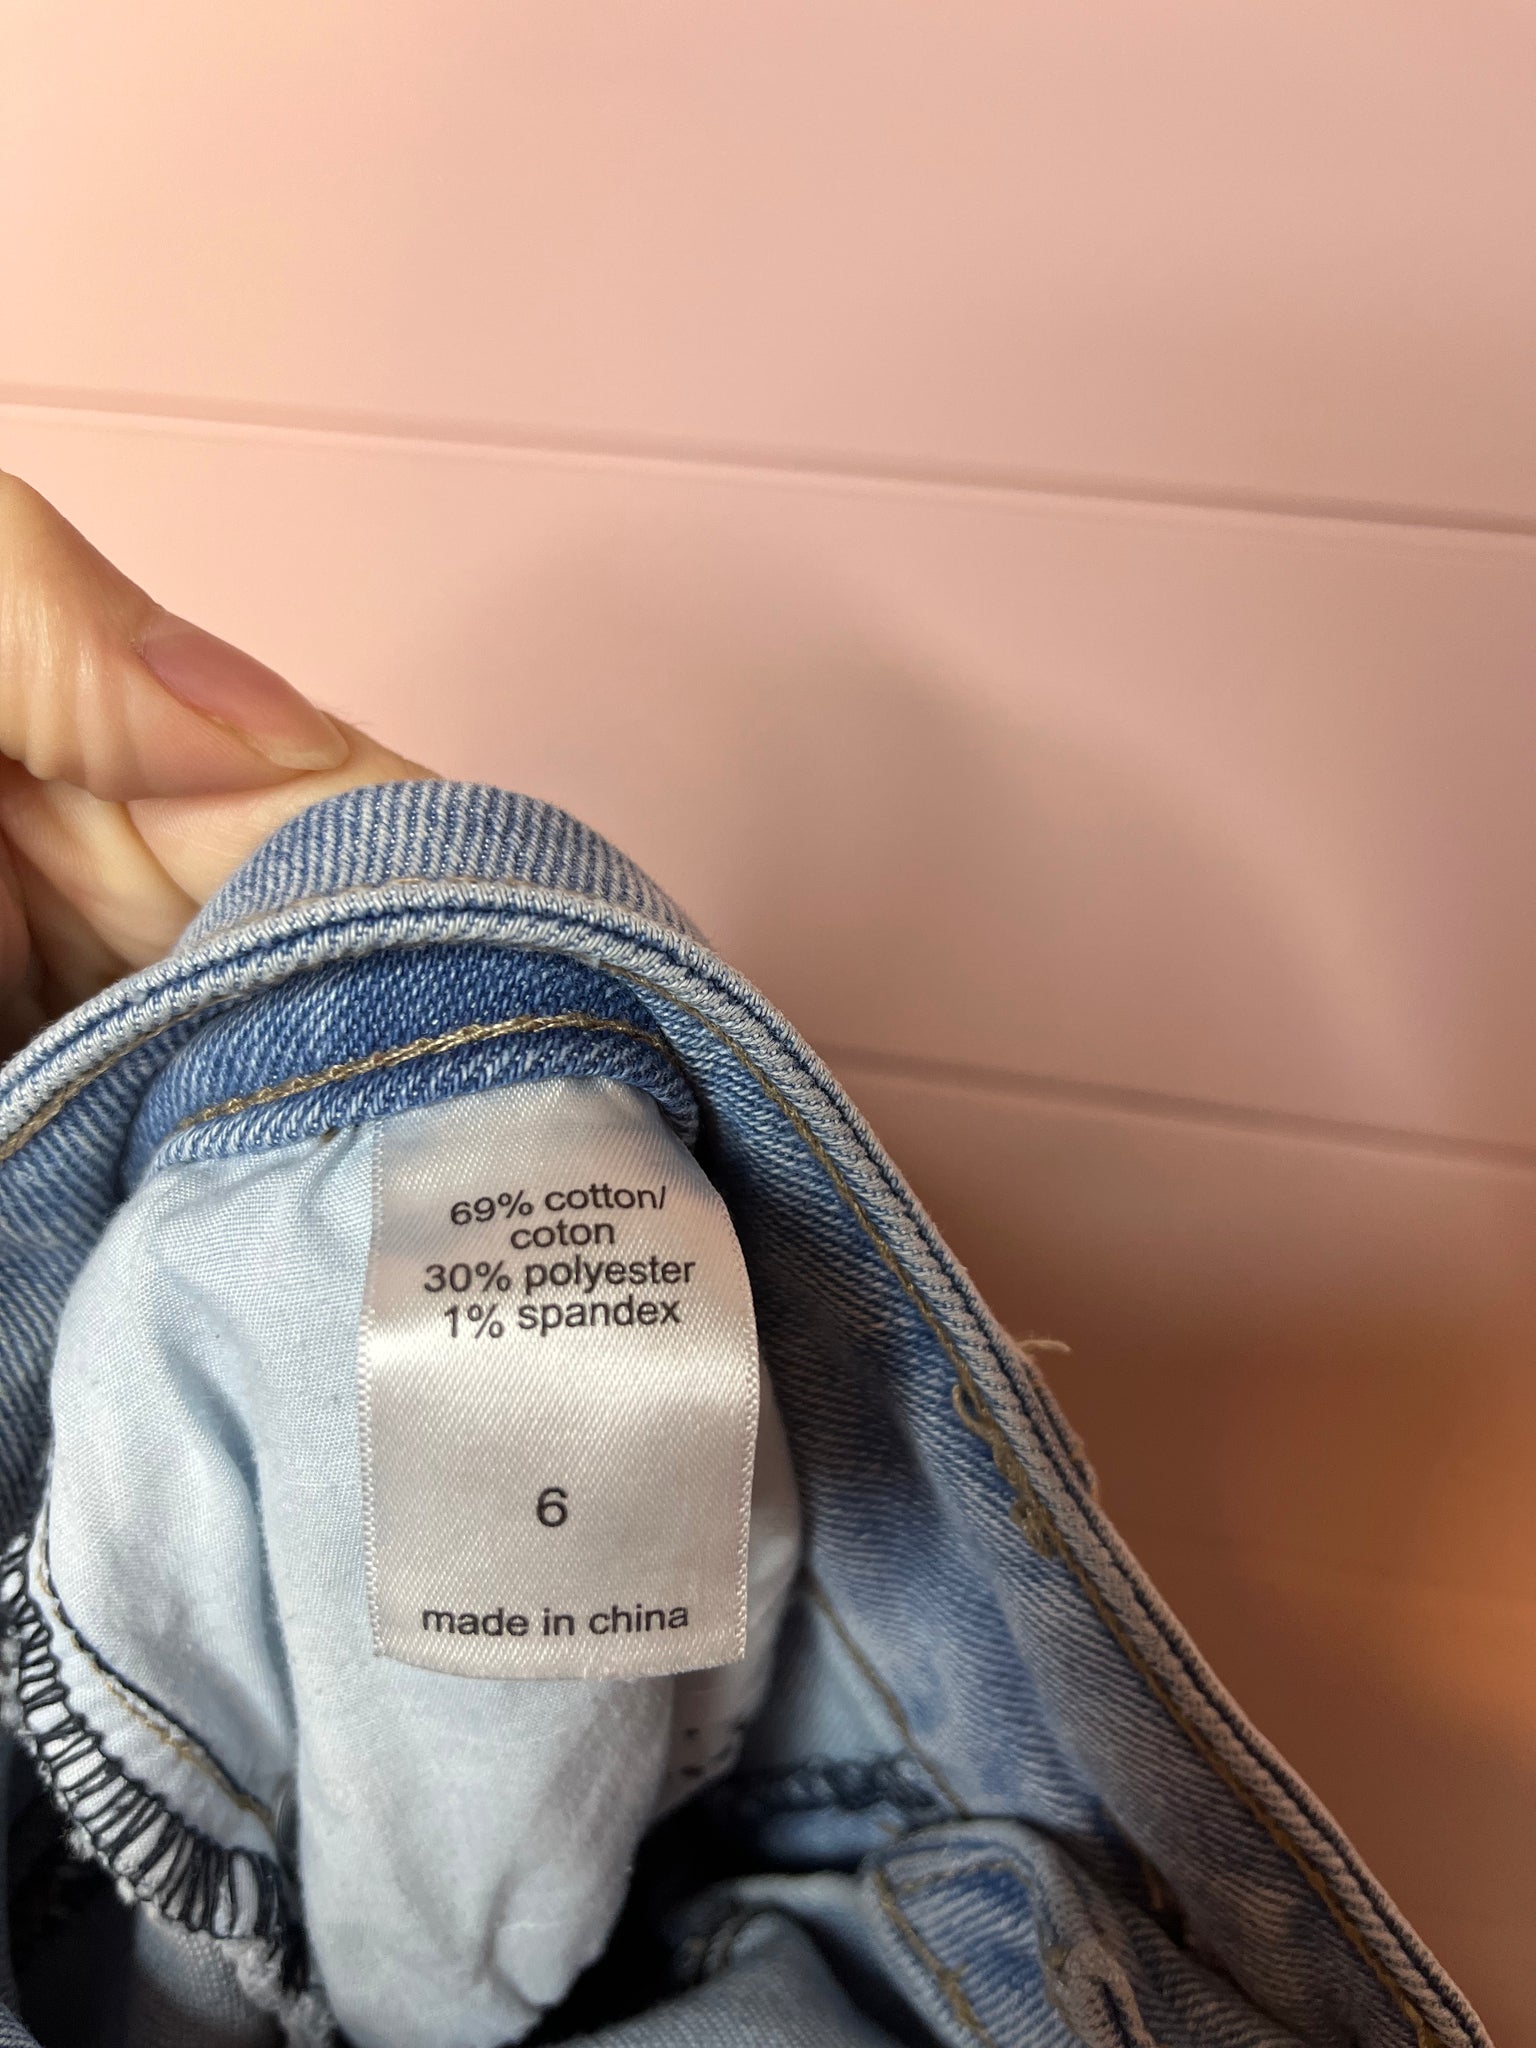 69% cotton/
coton
30% polyester
1% spandex
6
made in china